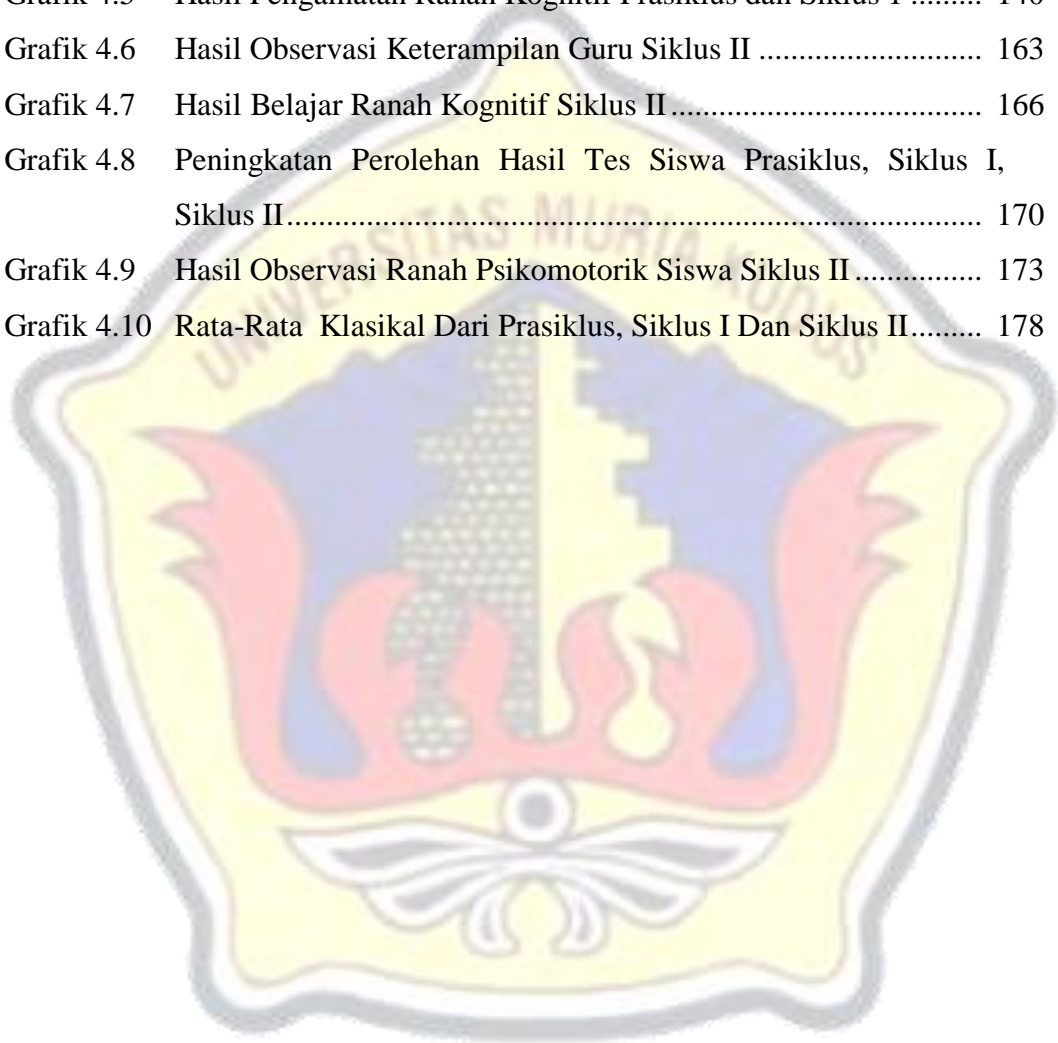 Grafik 4.6 Hasil Observasi Keterampilan Guru Siklus II ........................... 163
Grafik 4.7 Hasil Belajar Ranah Kognitif Siklus II ..................................... 166
Grafik 4.8 Peningkatan Perolehan Hasil Tes Siswa Prasiklus, Siklus I,
Siklus II ................................................................................... 170
Grafik 4.9 Hasil Observasi Ranah Psikomotorik Siswa Siklus II ............... 173
Grafik 4.10 Rata-Rata Klasikal Dari Prasiklus, Siklus I Dan Siklus II ......... 178
UNIVERSITAS MURIA KUDUS